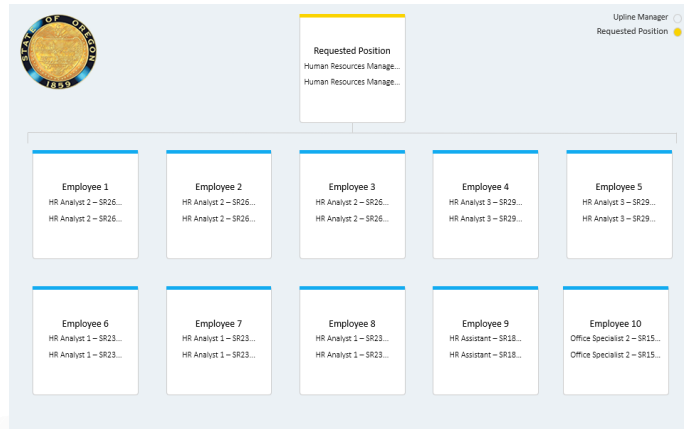 STATE OF OREGON
1859
Upline Manager
Requested Position
Requested Position
Human Resources Manage...
Human Resources Manage...
Employee 1
HR Analyst 2 – SR26...
HR Analyst 2 – SR26...
Employee 2
HR Analyst 2 – SR26...
HR Analyst 2 – SR26...
Employee 3
HR Analyst 2 – SR26...
HR Analyst 2 – SR26...
Employee 4
HR Analyst 3 – SR29...
HR Analyst 3 – SR29...
Employee 5
HR Analyst 3 – SR29...
HR Analyst 3 – SR29...
Employee 6
HR Analyst 1 – SR23...
HR Analyst 1 – SR23...
Employee 7
HR Analyst 1 – SR23...
HR Analyst 1 – SR23...
Employee 8
HR Analyst 1 – SR23...
HR Analyst 1 – SR23...
Employee 9
HR Assistant – SR18...
HR Assistant – SR18...
Employee 10
Office Specialist 2 – SR15...
Office Specialist 2 – SR15...